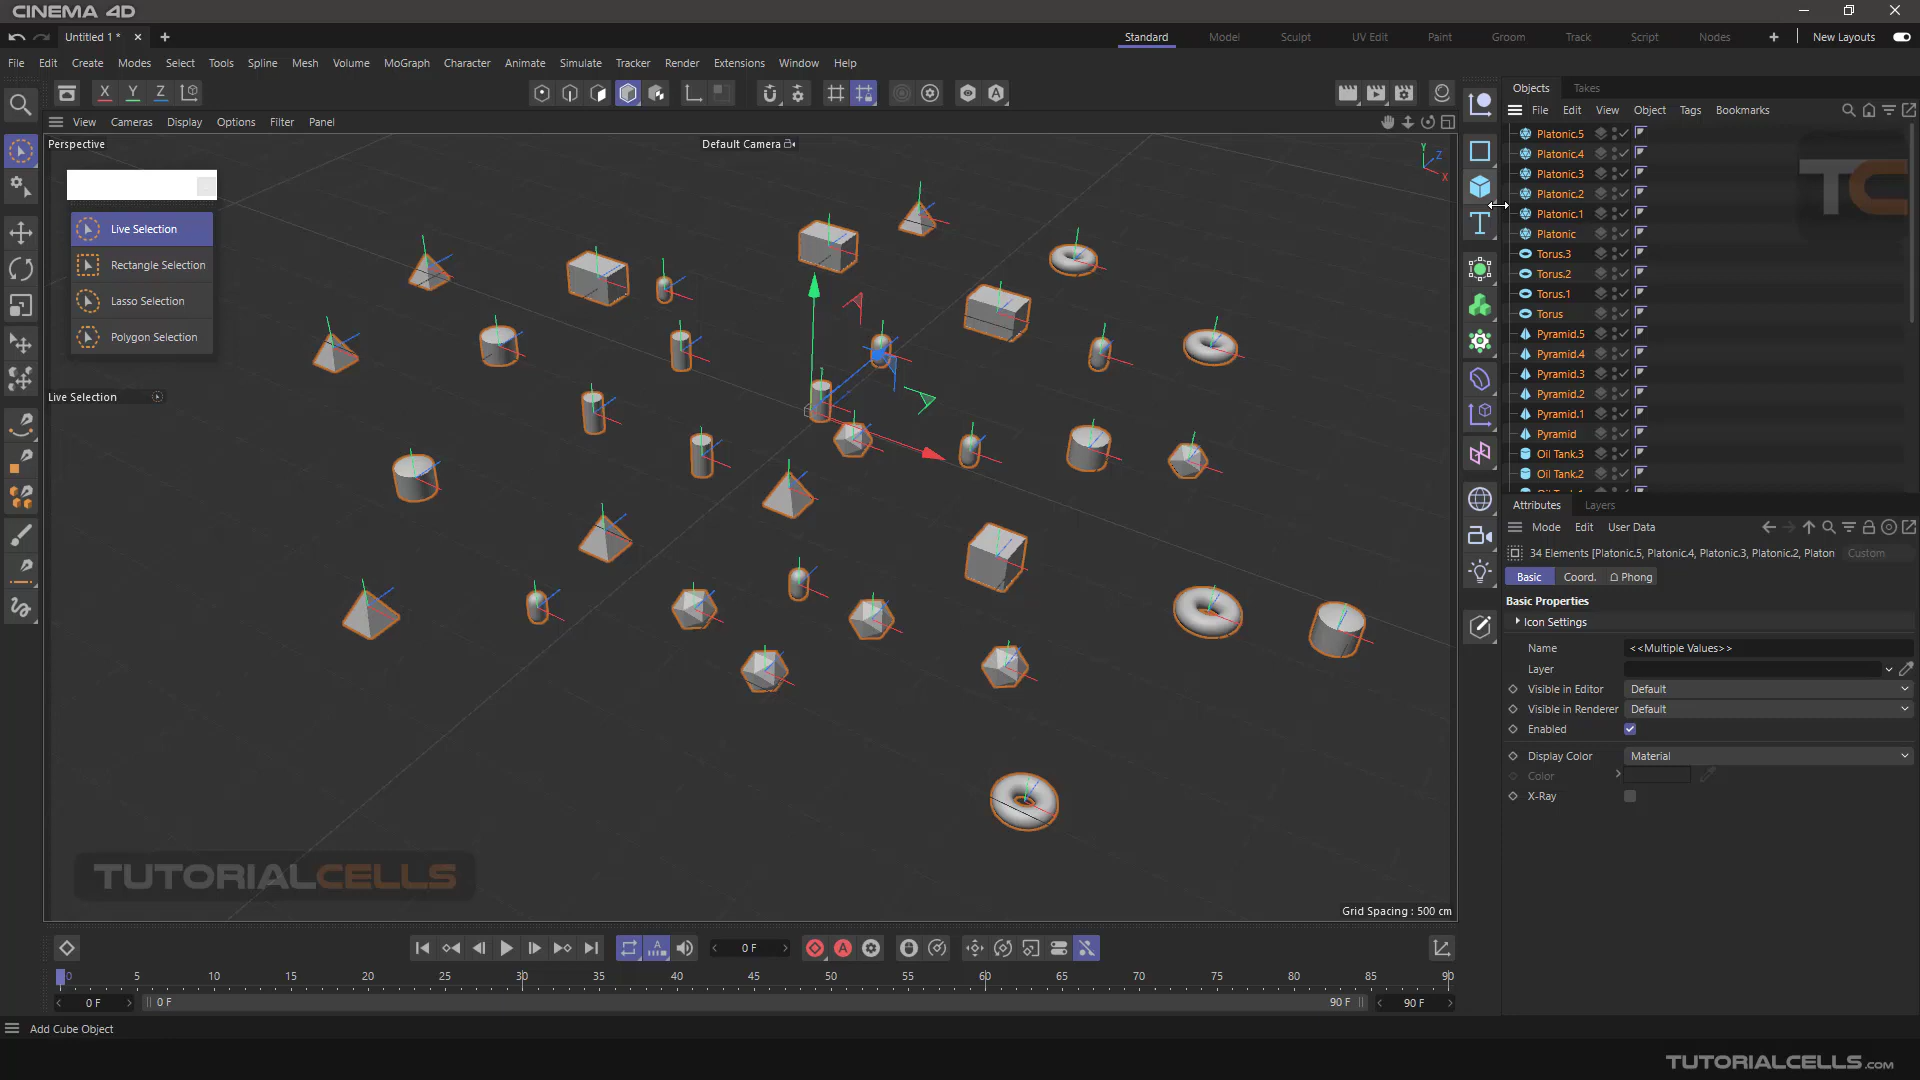 CINEMA 4D
Untitled 1 *
Standard
Model
Sculpt
UV Edit
Paint
Groom
Track
Script
Nodes
New Layouts
File Edit Create Modes Select Tools Spline Mesh Volume MoGraph Character Animate Simulate Tracker Render Extensions Window Help
X Y Z
Objects Takes
File Edit View Object Tags Bookmarks
View Cameras Display Options Filter Panel
Perspective
Default Camera
Y
Z
X
Live Selection
Rectangle Selection
Lasso Selection
Polygon Selection
Live Selection
Platonic.5
Platonic.4
Platonic.3
Platonic.2
Platonic.1
Platonic
Torus.3
Torus.2
Torus.1
Torus
Pyramid.5
Pyramid.4
Pyramid.3
Pyramid.2
Pyramid.1
Pyramid
Oil Tank.3
Oil Tank.2
TC
Attributes Layers
Mode Edit User Data
34 Elements [Platonic.5, Platonic.4, Platonic.3, Platonic.2, Platon
Custom
Basic Coord. Phong
Basic Properties
Icon Settings
Name <<Multiple Values>>
Layer
Visible in Editor Default
Visible in Renderer Default
Enabled
Display Color Material
Color
X-Ray
TUTORIALCELLS
Grid Spacing : 500 cm
0 F
0 5 10 15 20 25 30 35 40 45 50 55 60 65 70 75 80 85 90
0 F
0 F
90 F
90 F
Add Cube Object
TUTORIALCELLS.COM